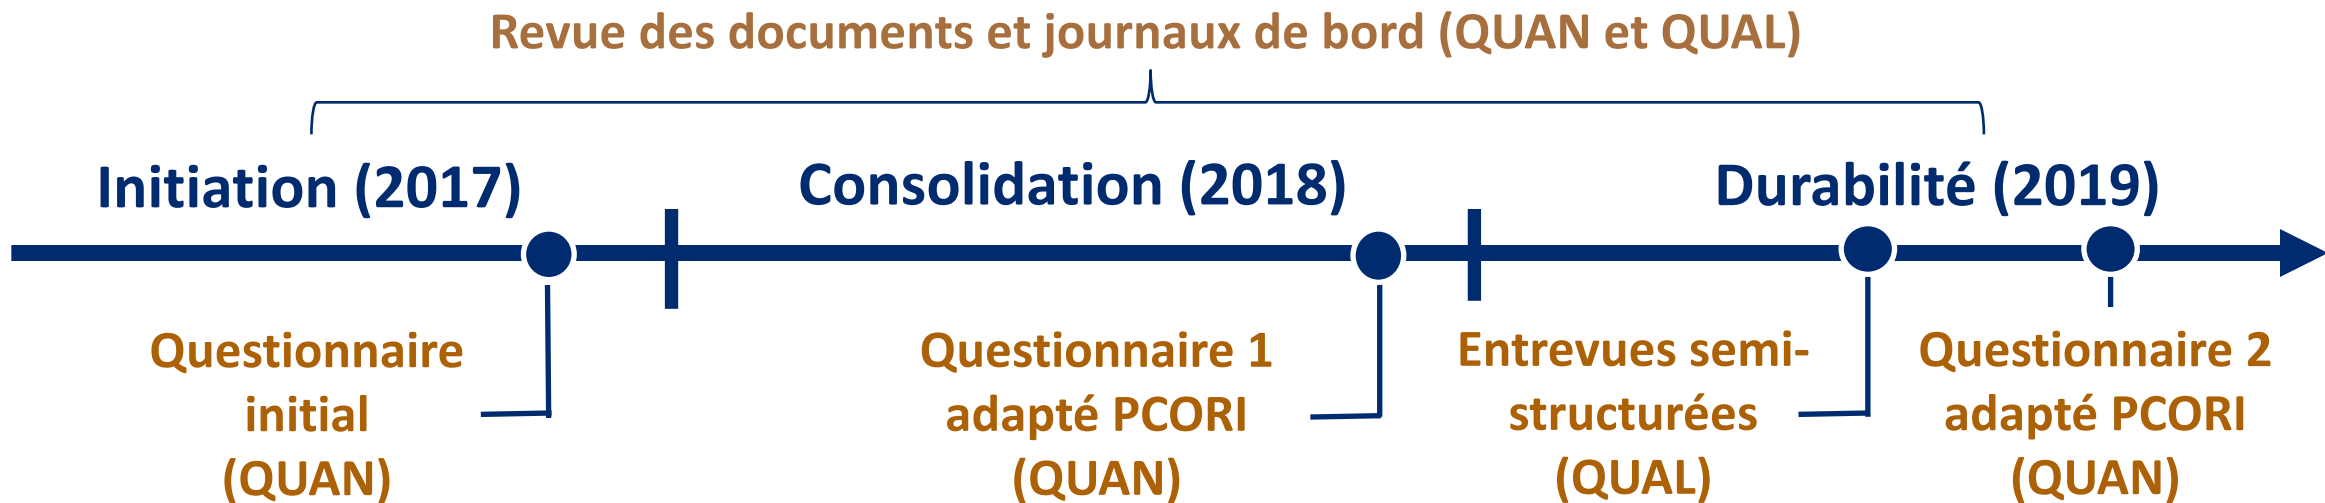 Revue des documents et journaux de bord (QUAN et QUAL)
Initiation (2017)
Consolidation (2018)
Durabilité (2019)
Questionnaire
initial
(QUAN)
Questionnaire 1
adapté PCORI
(QUAN)
Entrevues semi-
structurées
(QUAL)
Questionnaire 2
adapté PCORI
(QUAN)